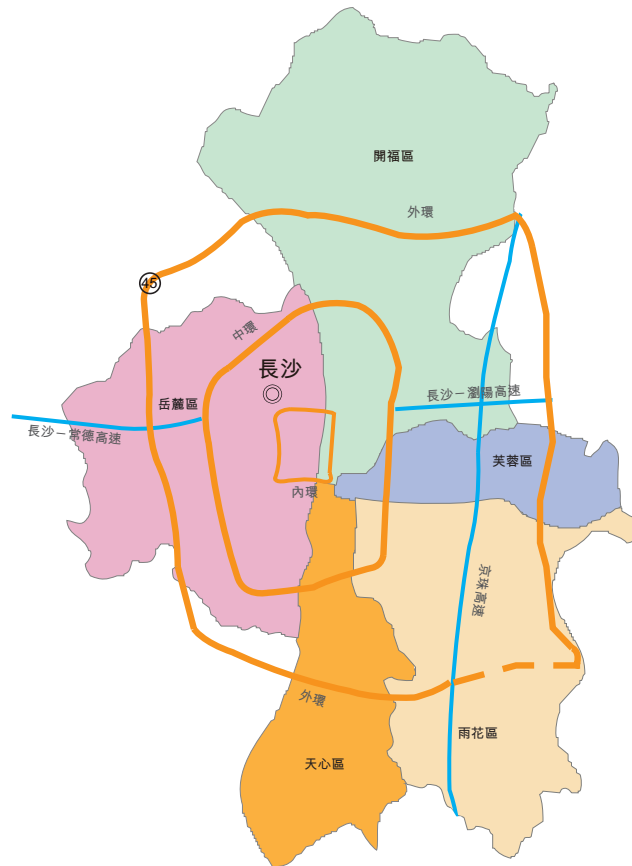 開福區
外環
45
中環
長沙
長沙－瀏陽高速
岳麓區
長沙－常德高速
芙蓉區
內環
京珠高速
外環
雨花區
天心區